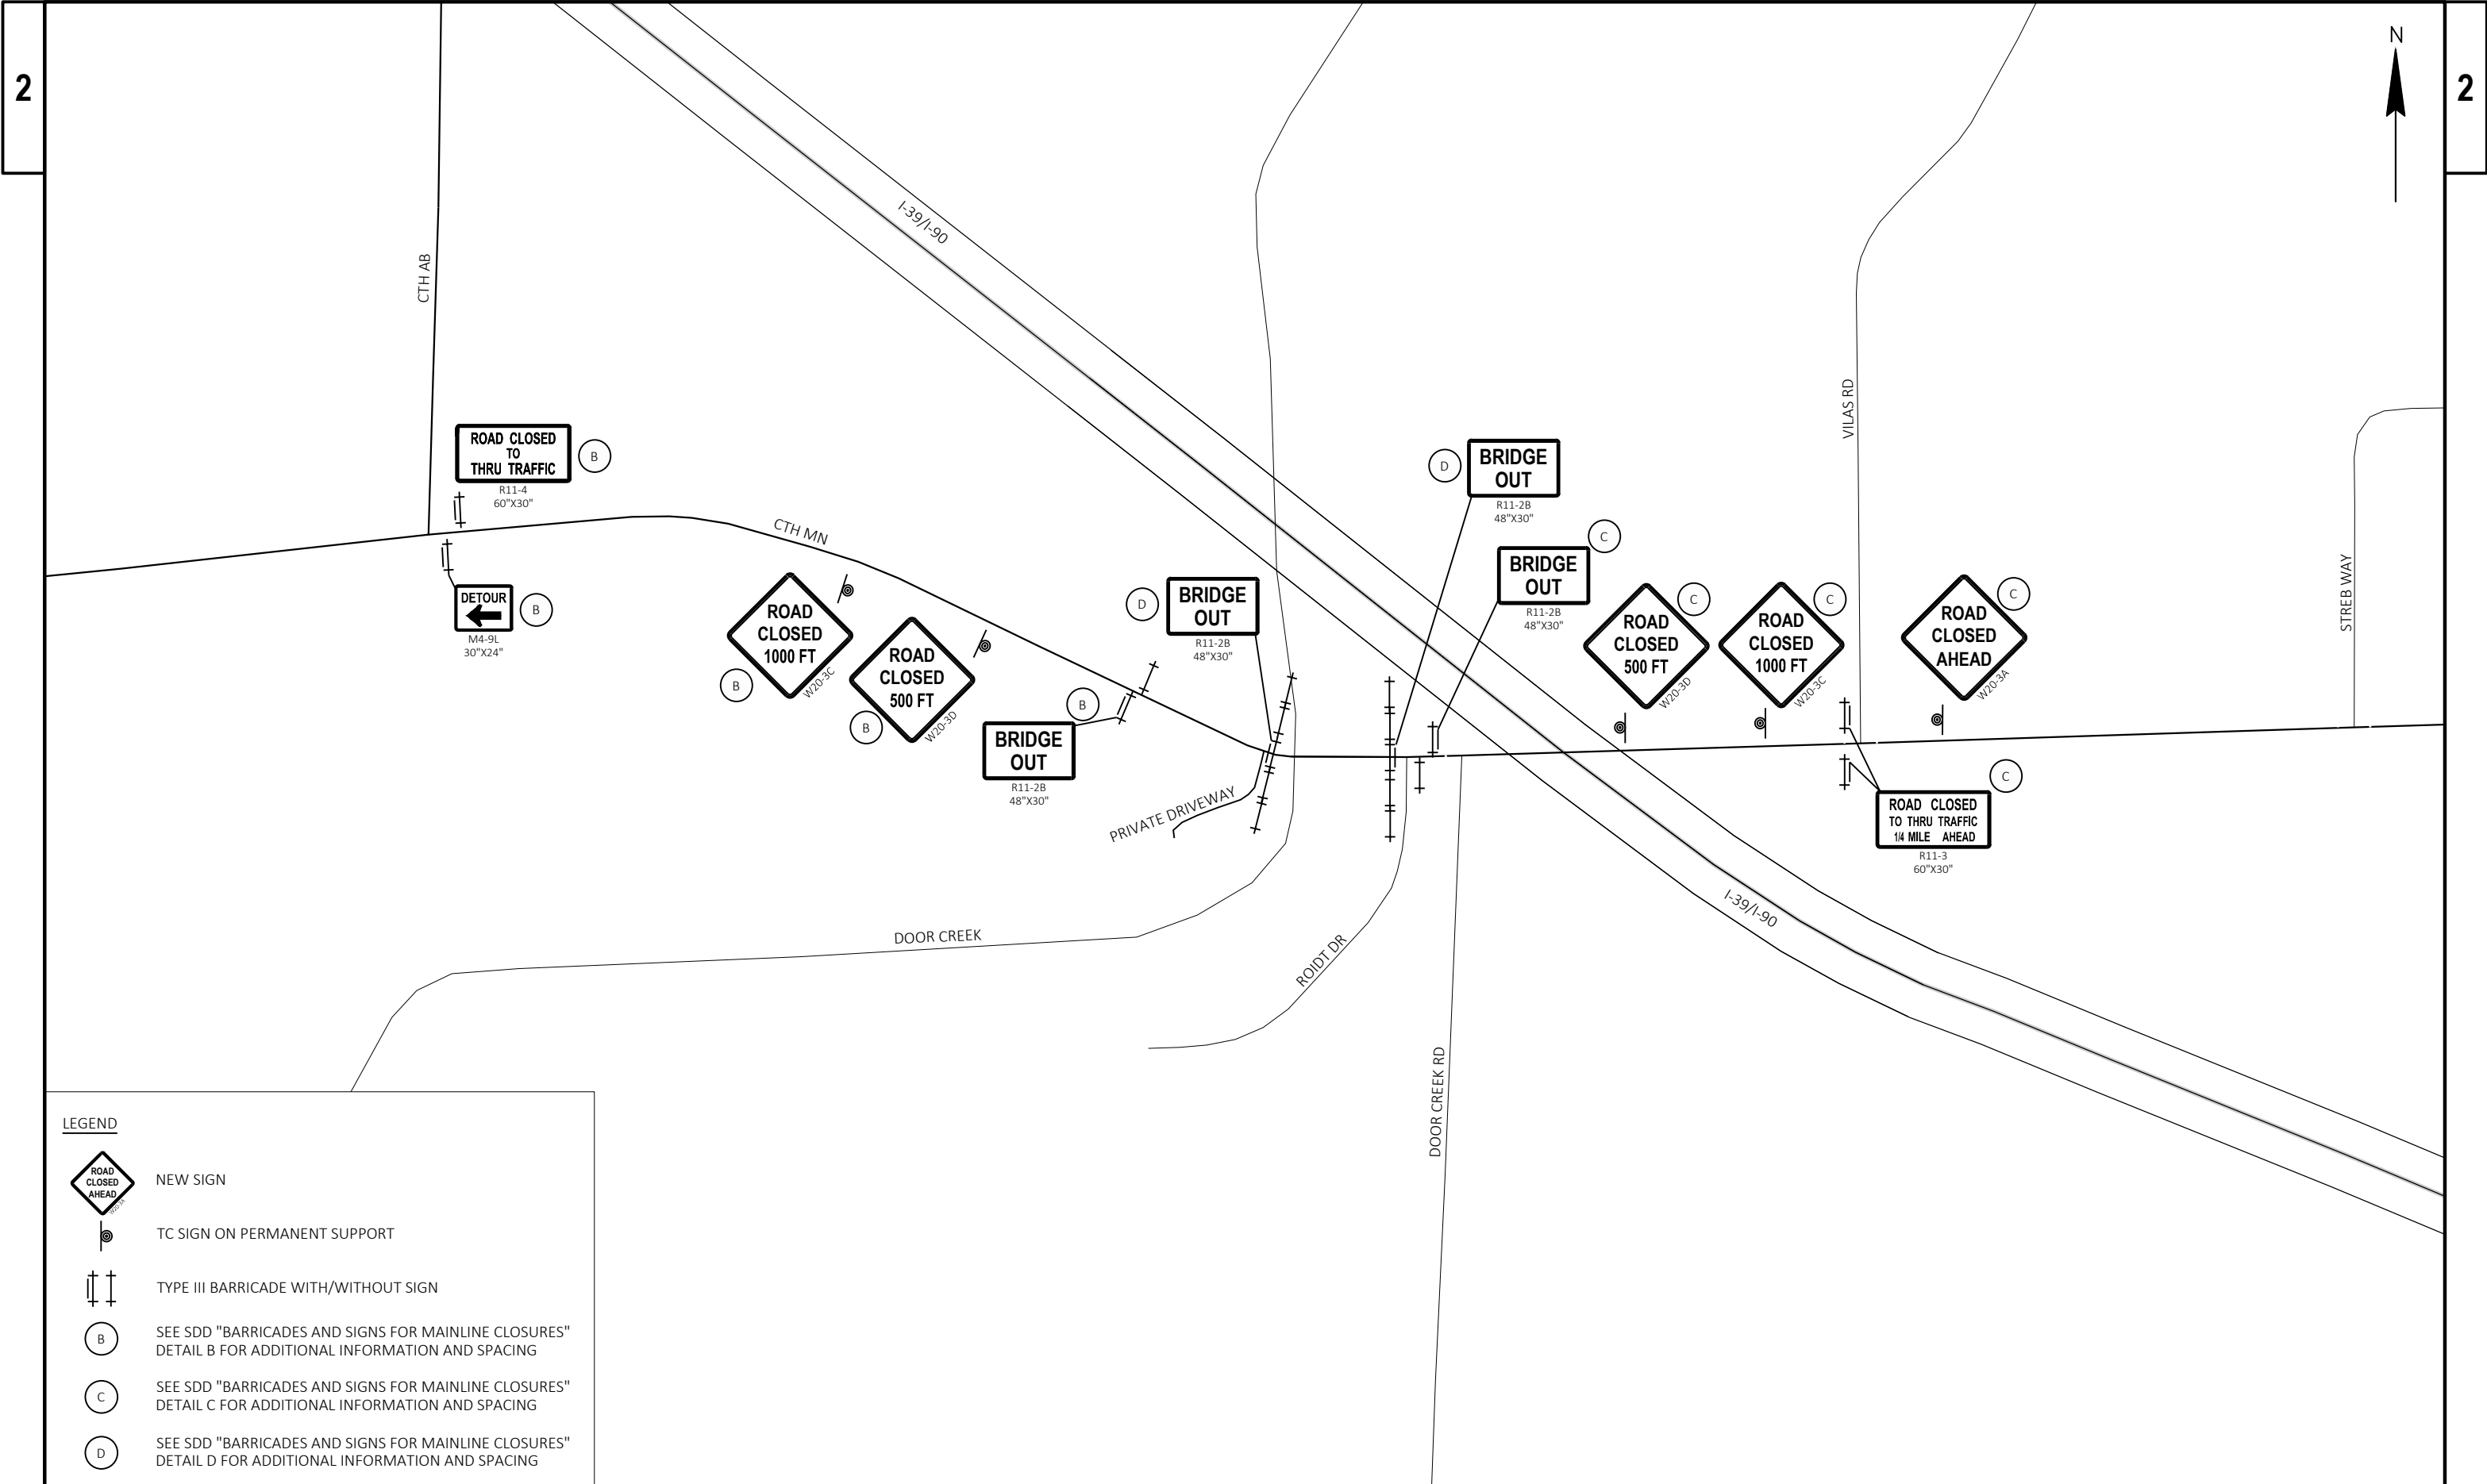 2
2
N
I-39/I-90
CTH AB
VILAS RD
STREB WAY
ROAD CLOSED
TO
THRU TRAFFIC
B
R11-4
60"X30"
CTH MN
DETOUR
B
M4-9L
30"X24"
ROAD
CLOSED
1000 FT
B
W20-3C
ROAD
CLOSED
500 FT
B
W20-3D
BRIDGE
OUT
B
R11-2B
48"X30"
D
BRIDGE
OUT
R11-2B
48"X30"
D
BRIDGE
OUT
R11-2B
48"X30"
C
BRIDGE
OUT
R11-2B
48"X30"
C
ROAD
CLOSED
500 FT
W20-3D
C
ROAD
CLOSED
1000 FT
W20-3C
C
ROAD
CLOSED
AHEAD
W20-3A
C
ROAD CLOSED
TO THRU TRAFFIC
1/4 MILE AHEAD
R11-3
60"X30"
PRIVATE DRIVEWAY
I-39/I-90
DOOR CREEK
ROIDT DR
DOOR CREEK RD
LEGEND
ROAD
CLOSED
AHEAD
W20-3A
NEW SIGN
TC SIGN ON PERMANENT SUPPORT
TYPE III BARRICADE WITH/WITHOUT SIGN
B
SEE SDD "BARRICADES AND SIGNS FOR MAINLINE CLOSURES"
DETAIL B FOR ADDITIONAL INFORMATION AND SPACING
C
SEE SDD "BARRICADES AND SIGNS FOR MAINLINE CLOSURES"
DETAIL C FOR ADDITIONAL INFORMATION AND SPACING
D
SEE SDD "BARRICADES AND SIGNS FOR MAINLINE CLOSURES"
DETAIL D FOR ADDITIONAL INFORMATION AND SPACING